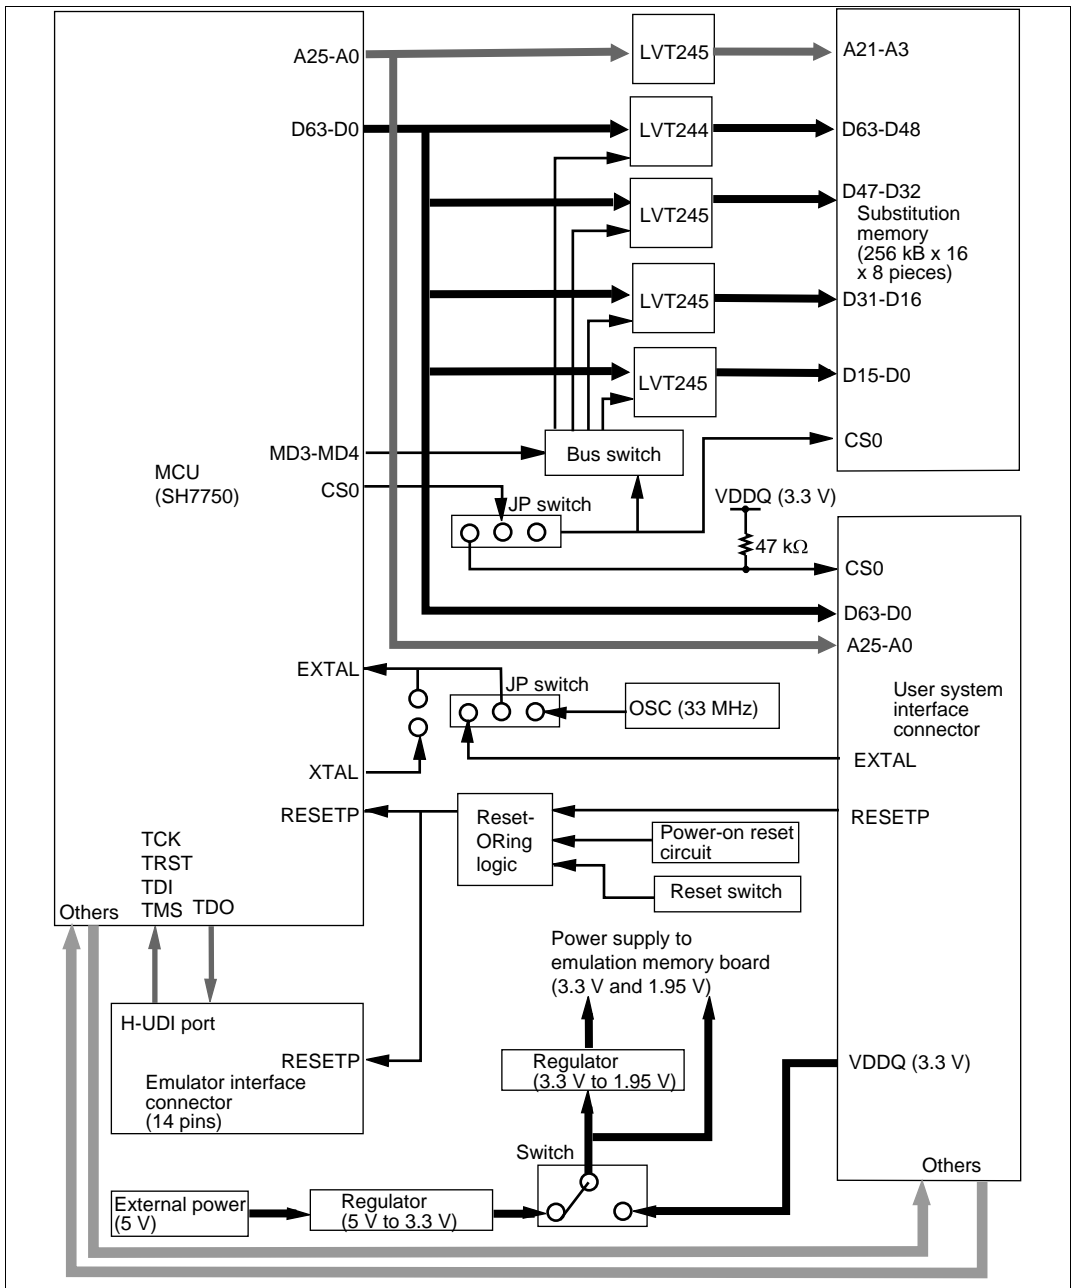 A25-A0
LVT245
A21-A3
D63-D0
LVT244
D63-D48
LVT245
D47-D32
Substitution
memory
(256 kB x 16
x 8 pieces)
LVT245
D31-D16
LVT245
D15-D0
MD3-MD4
Bus switch
CS0
MCU
(SH7750)
CS0
JP switch
VDDQ (3.3 V)
47 kΩ
CS0
D63-D0
A25-A0
EXTAL
JP switch
OSC (33 MHz)
User system
interface
connector
EXTAL
XTAL
RESETP
Reset-
ORing
logic
RESETP
Power-on reset
circuit
Reset switch
TCK
TRST
TDI
TMS
TDO
Others
Power supply to
emulation memory board
(3.3 V and 1.95 V)
H-UDI port
RESETP
Emulator interface
connector
(14 pins)
Regulator
(3.3 V to 1.95 V)
VDDQ (3.3 V)
Switch
Others
External power
(5 V)
Regulator
(5 V to 3.3 V)